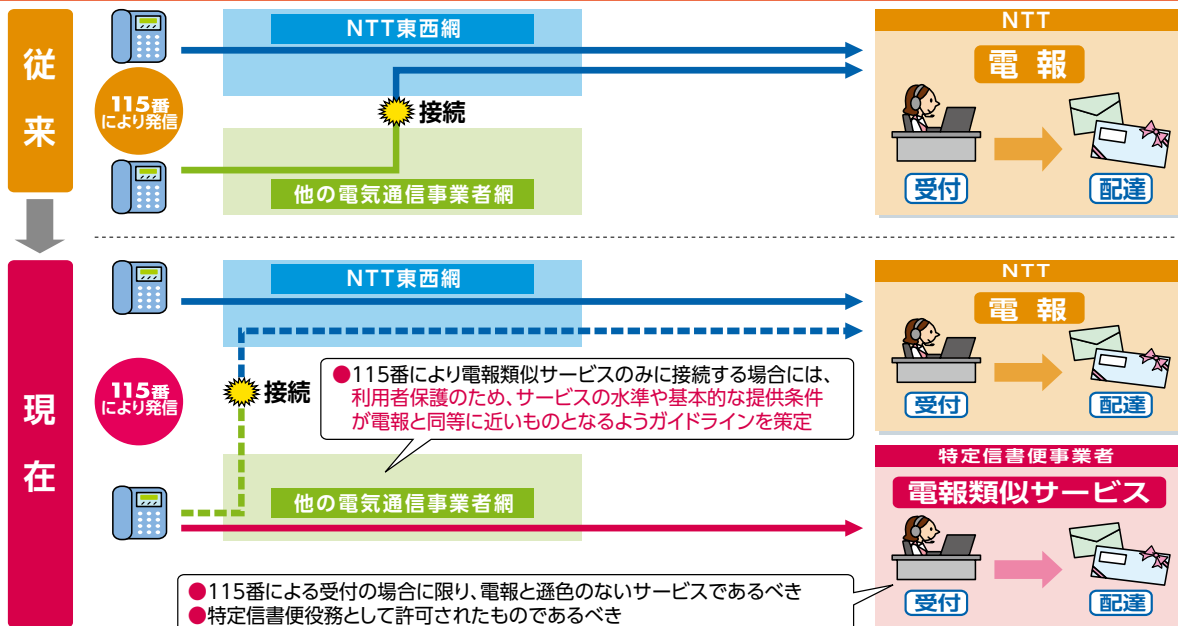 従来
115番
により発信
NTT東西網
接続
他の電気通信事業者網
NTT
電報
受付
配達
現在
115番
により発信
NTT東西網
接続
●115番により電報類似サービスのみに接続する場合には、
利用者保護のため、サービスの水準や基本的な提供条件
が電報と同等に近いものとなるようガイドラインを策定
他の電気通信事業者網
NTT
電報
受付
配達
特定信書便事業者
電報類似サービス
受付
配達
●115番による受付の場合に限り、電報と遜色のないサービスであるべき
●特定信書便役務として許可されたものであるべき